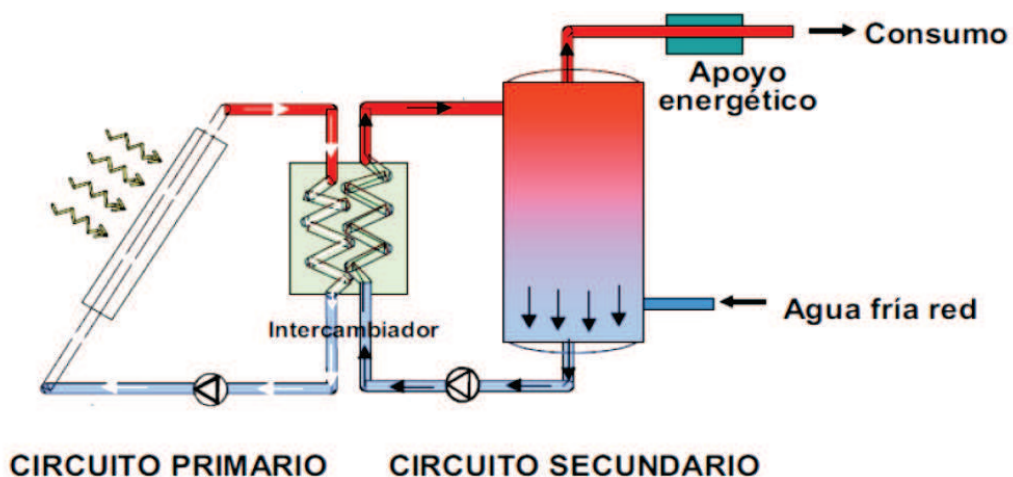 Consumo
Apoyo
energético
Intercambiador
Agua fría red
CIRCUITO PRIMARIO
CIRCUITO SECUNDARIO